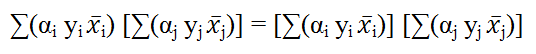 ∑(αᵢ yᵢ x̄ᵢ) [∑(αⱼ yⱼ x̄ⱼ)] = [∑(αᵢ yᵢ x̄ᵢ)] [∑(αⱼ yⱼ x̄ⱼ)]